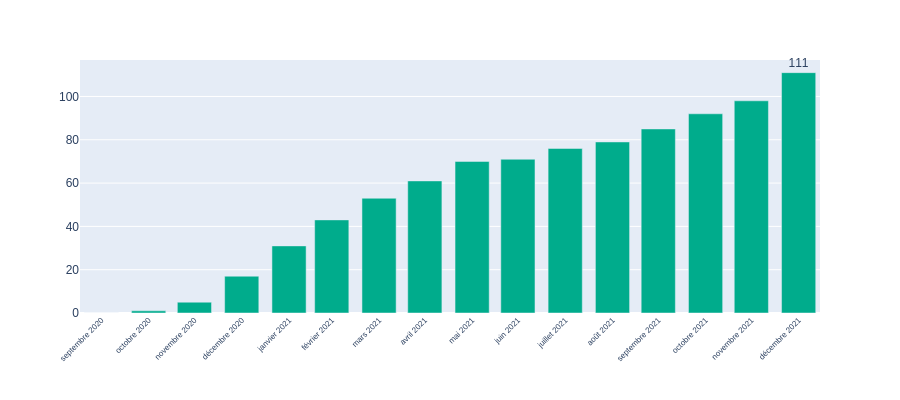 111
100
80
60
40
20
0
septembre 2020
octobre 2020
novembre 2020
décembre 2020
janvier 2021
février 2021
mars 2021
avril 2021
mai 2021
juin 2021
juillet 2021
août 2021
septembre 2021
octobre 2021
novembre 2021
décembre 2021